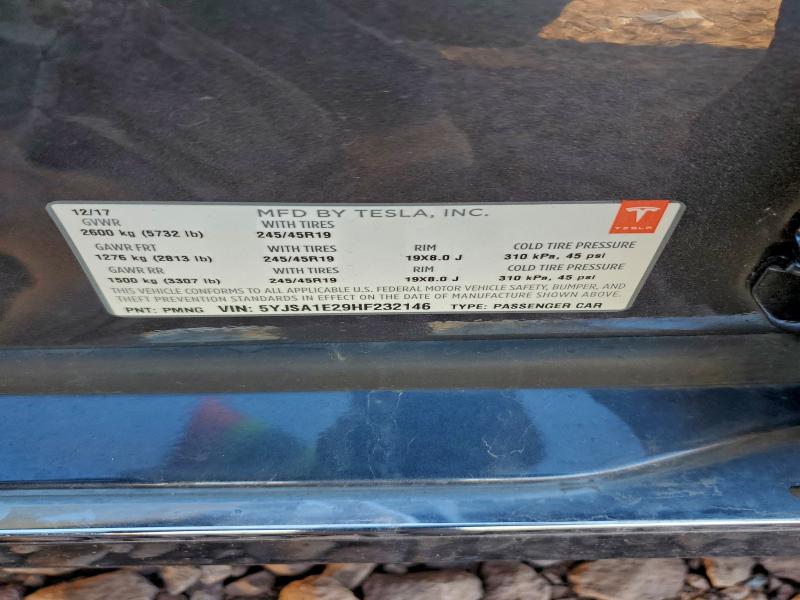 12/17 MFD BY TESLA, INC.
GVWR WITH TIRES
2600 kg (5732 lb) 245/45R19
GAWR FRT WITH TIRES RIM COLD TIRE PRESSURE
1276 kg (2813 lb) 245/45R19 19X8.0 J 310 kPa, 45 psi
GAWR RR WITH TIRES RIM COLD TIRE PRESSURE
1500 kg (3307 lb) 245/45R19 19X8.0 J 310 kPa, 45 psi
THIS VEHICLE CONFORMS TO ALL APPLICABLE U.S. FEDERAL MOTOR VEHICLE SAFETY, BUMPER, AND
THEFT PREVENTION STANDARDS IN EFFECT ON THE DATE OF MANUFACTURE SHOWN ABOVE.
PNT: PMNG VIN: 5YJSA1E29HF232146 TYPE: PASSENGER CAR
TESLA